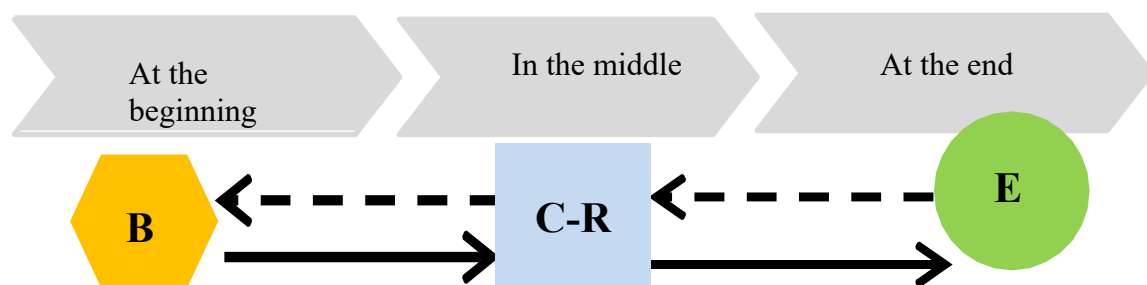 At the
beginning
In the middle
At the end
B
C-R
E